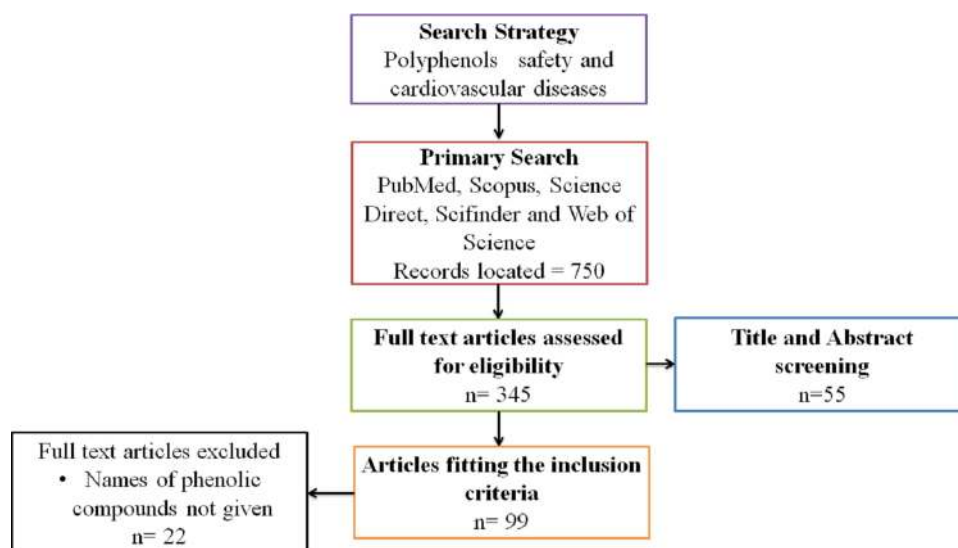 Search Strategy
Polyphenols safety and
cardiovascular diseases
Primary Search
PubMed, Scopus, Science
Direct, Scifinder and Web of
Science
Records located = 750
Full text articles assessed
for eligibility
n= 345
Title and Abstract
screening
n=55
Articles fitting the inclusion
criteria
n= 99
Full text articles excluded
• Names of phenolic
compounds not given
n= 22